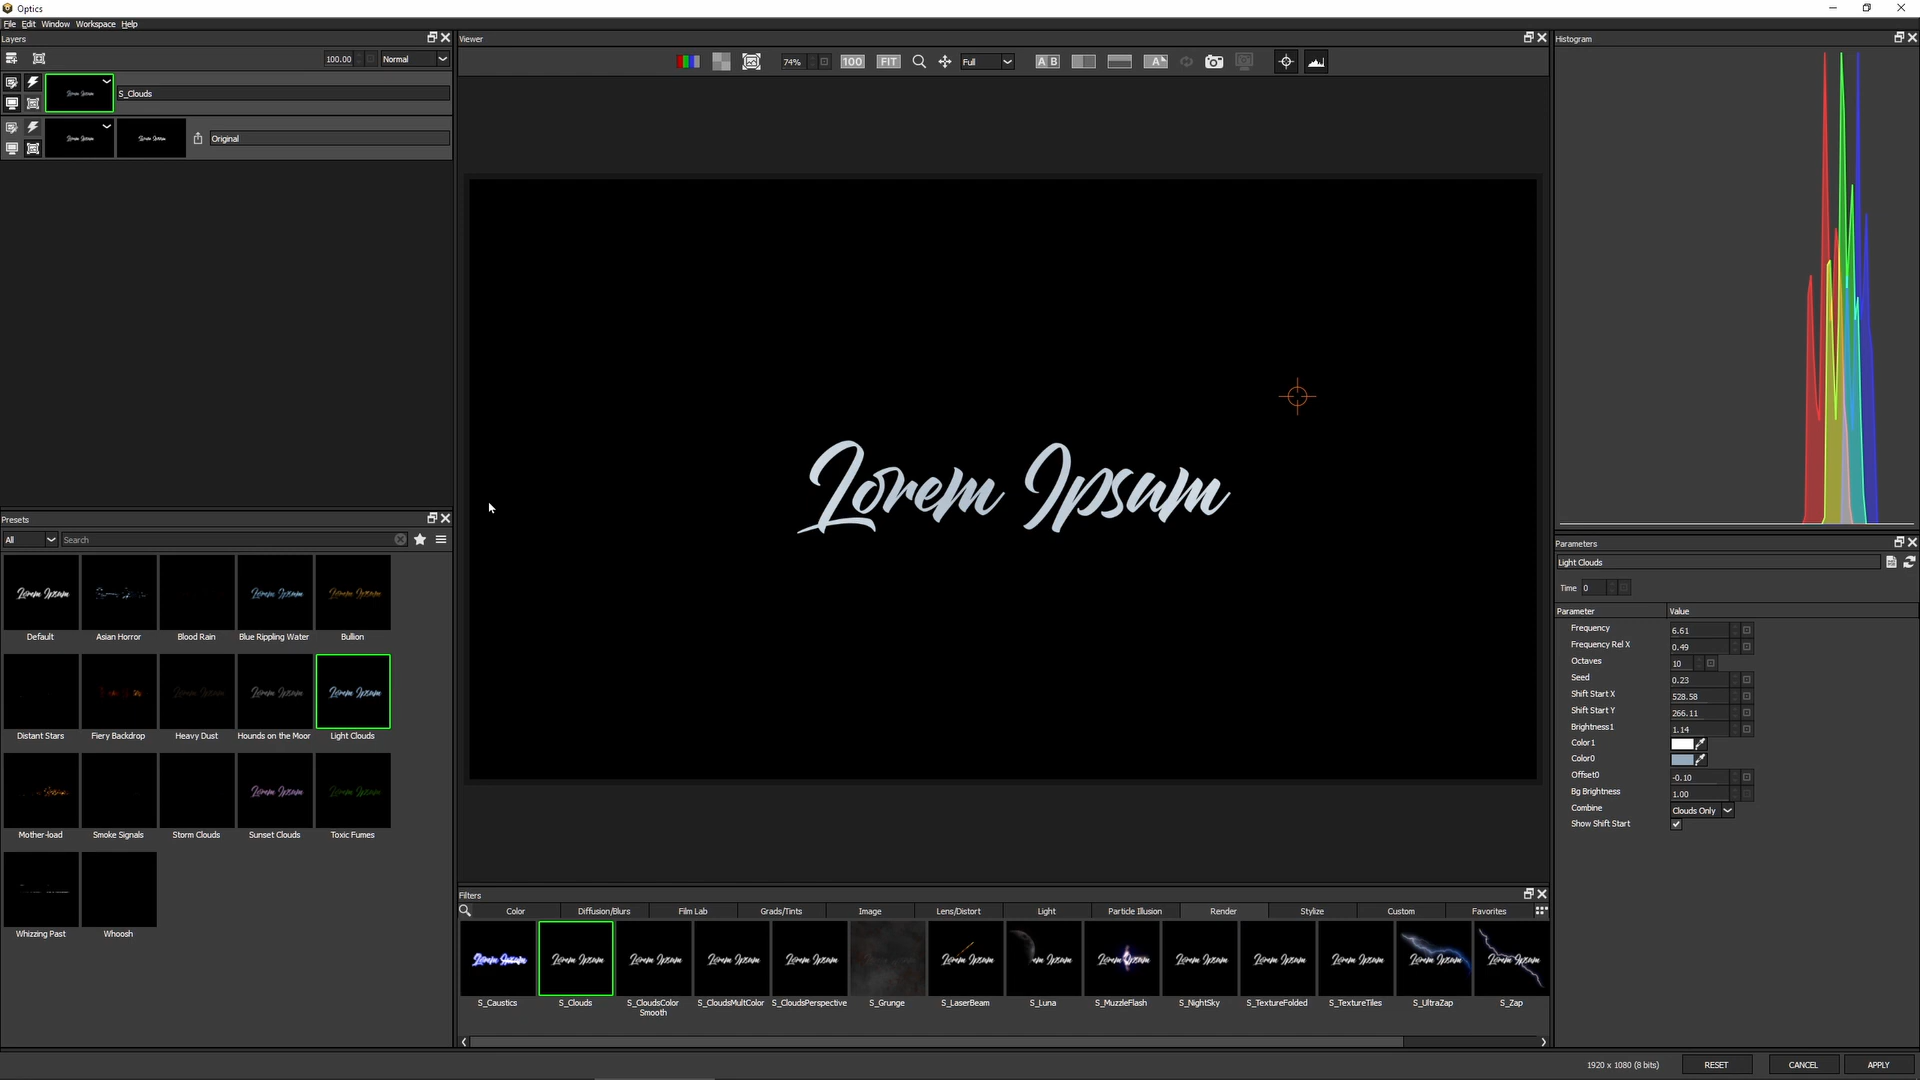 Optics
File Edit Window Workspace Help
Layers
Viewer
Histogram
100.00 Normal
74% 100 FIT Full A B A
S_Clouds
Original
Lorem Ipsum
Presets
All Search
Default Asian Horror Blood Rain Blue Rippling Water Bullion
Distant Stars Fiery Backdrop Heavy Dust Hounds on the Moor Light Clouds
Mother-load Smoke Signals Storm Clouds Sunset Clouds Toxic Fumes
Whizzing Past Whoosh
Filters
Color Diffusion/Blurs Film Lab Grads/Tints Image Lens/Distort Light Particle Illusion Render Stylize Custom Favorites
S_Caustics S_Clouds S_CloudsColor Smooth S_CloudsMultColor S_CloudsPerspective S_Grunge S_LaserBeam S_Luna S_MuzzleFlash S_NightSky S_TextureFolded S_TextureTiles S_UltraZap S_Zap
Parameters
Light Clouds
Time 0
Parameter Value
Frequency 6.61
Frequency Rel X 0.49
Octaves 10
Seed 0.23
Shift Start X 528.58
Shift Start Y 266.11
Brightness1 1.14
Color1
Color0
Offset0 -0.10
Bg Brightness 1.00
Combine Clouds Only
Show Shift Start
1920 x 1080 (8 bits) RESET CANCEL APPLY